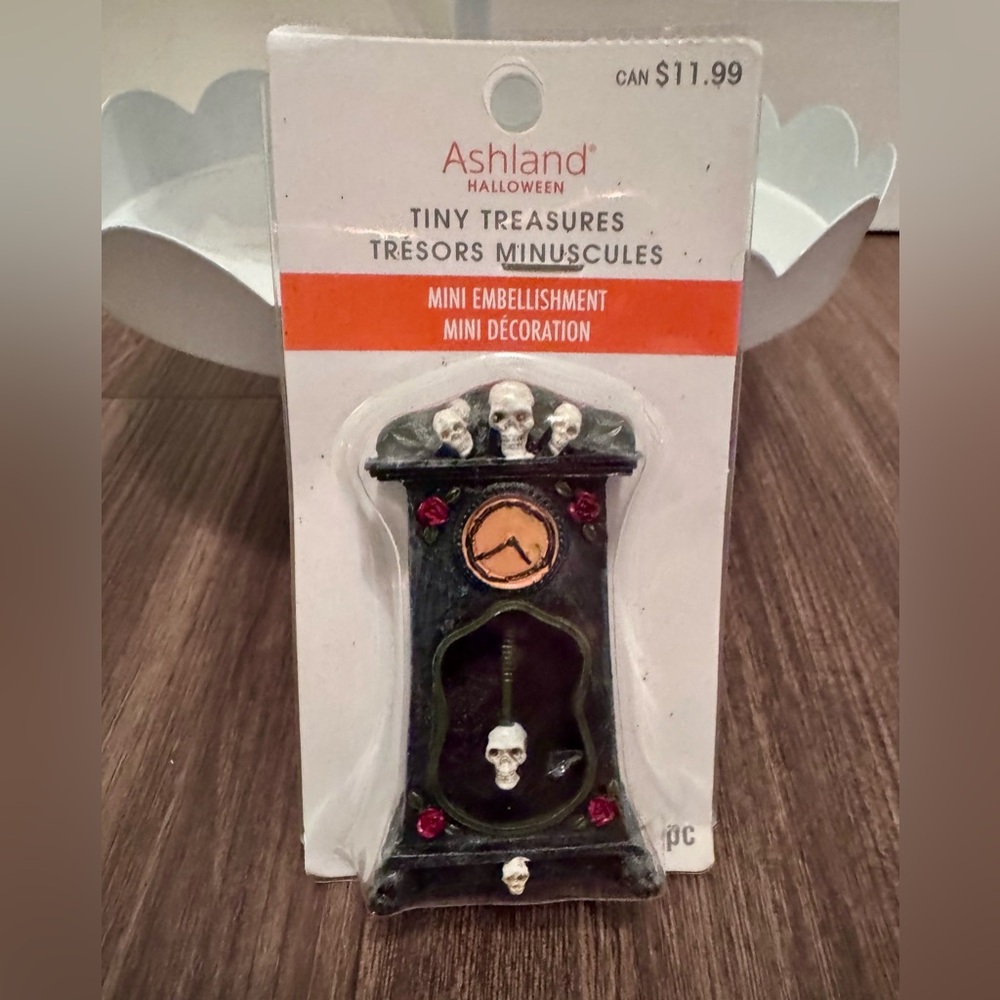 CAN $11.99
Ashland®
HALLOWEEN
TINY TREASURES
TRÉSORS MINUSCULES
MINI EMBELLISHMENT
MINI DÉCORATION
pc